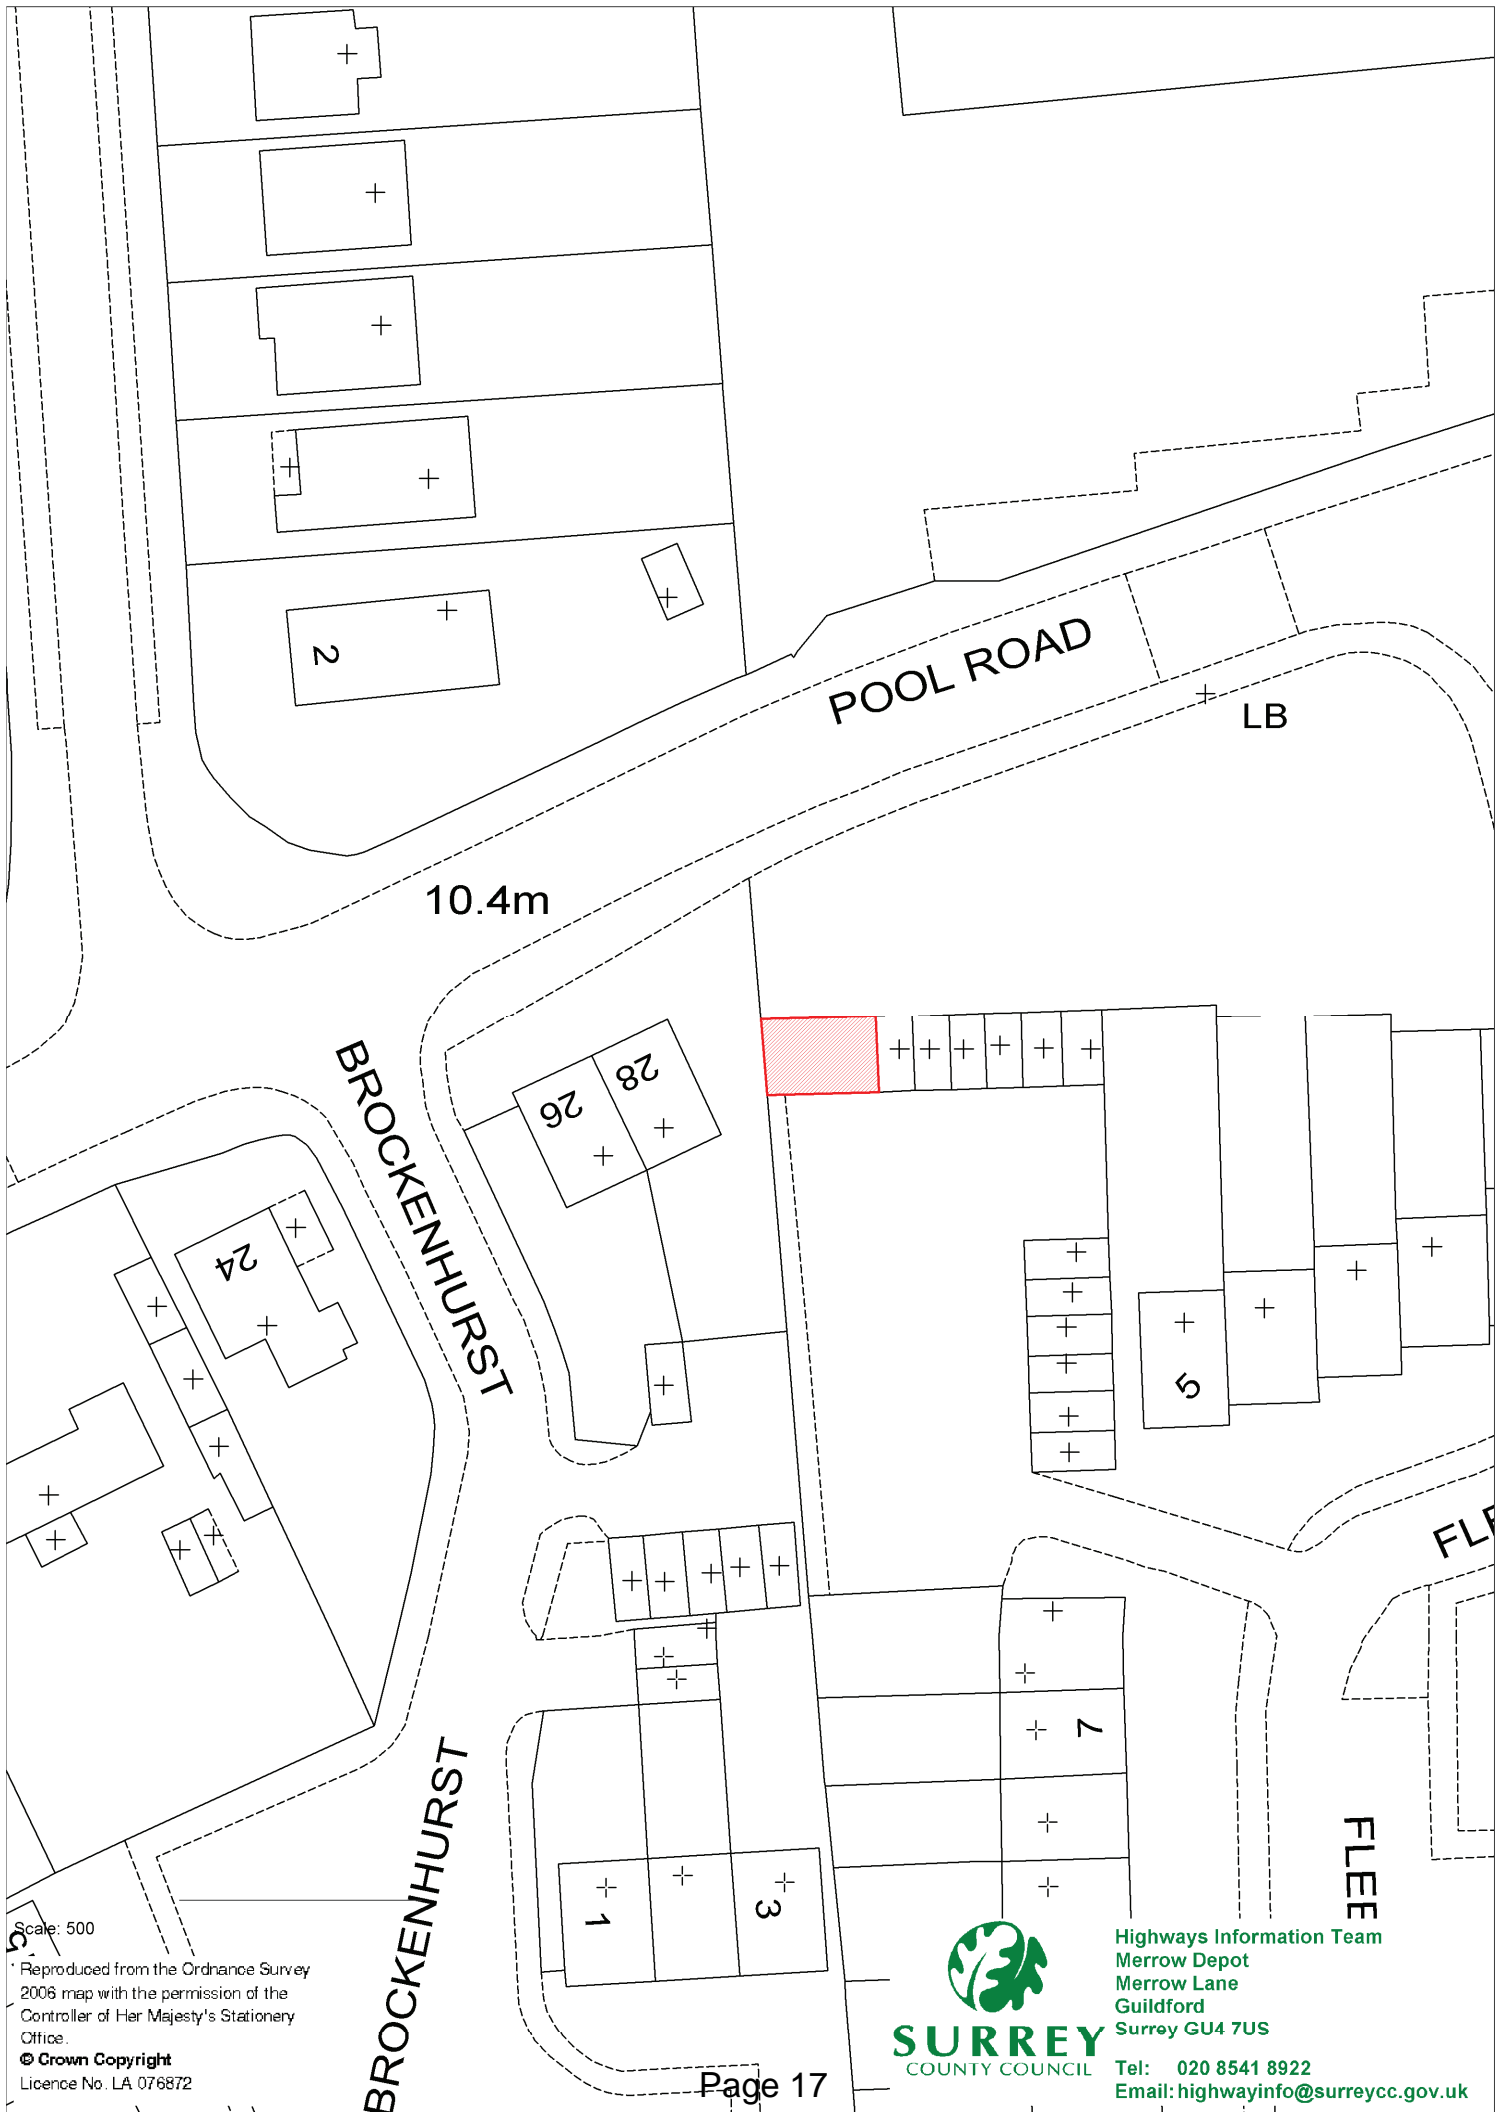 2
POOL ROAD
LB
10.4m
BROCKENHURST
28
26
24
5
7
BROCKENHURST
1
3
FLEE
Scale: 500
Reproduced from the Ordnance Survey
2006 map with the permission of the
Controller of Her Majesty's Stationery
Office.
© Crown Copyright
Licence No. LA 076872
Page 17
SURREY
COUNTY COUNCIL
Highways Information Team
Merrow Depot
Merrow Lane
Guildford
Surrey GU4 7US
Tel: 020 8541 8922
Email: highwayinfo@surreycc.gov.uk